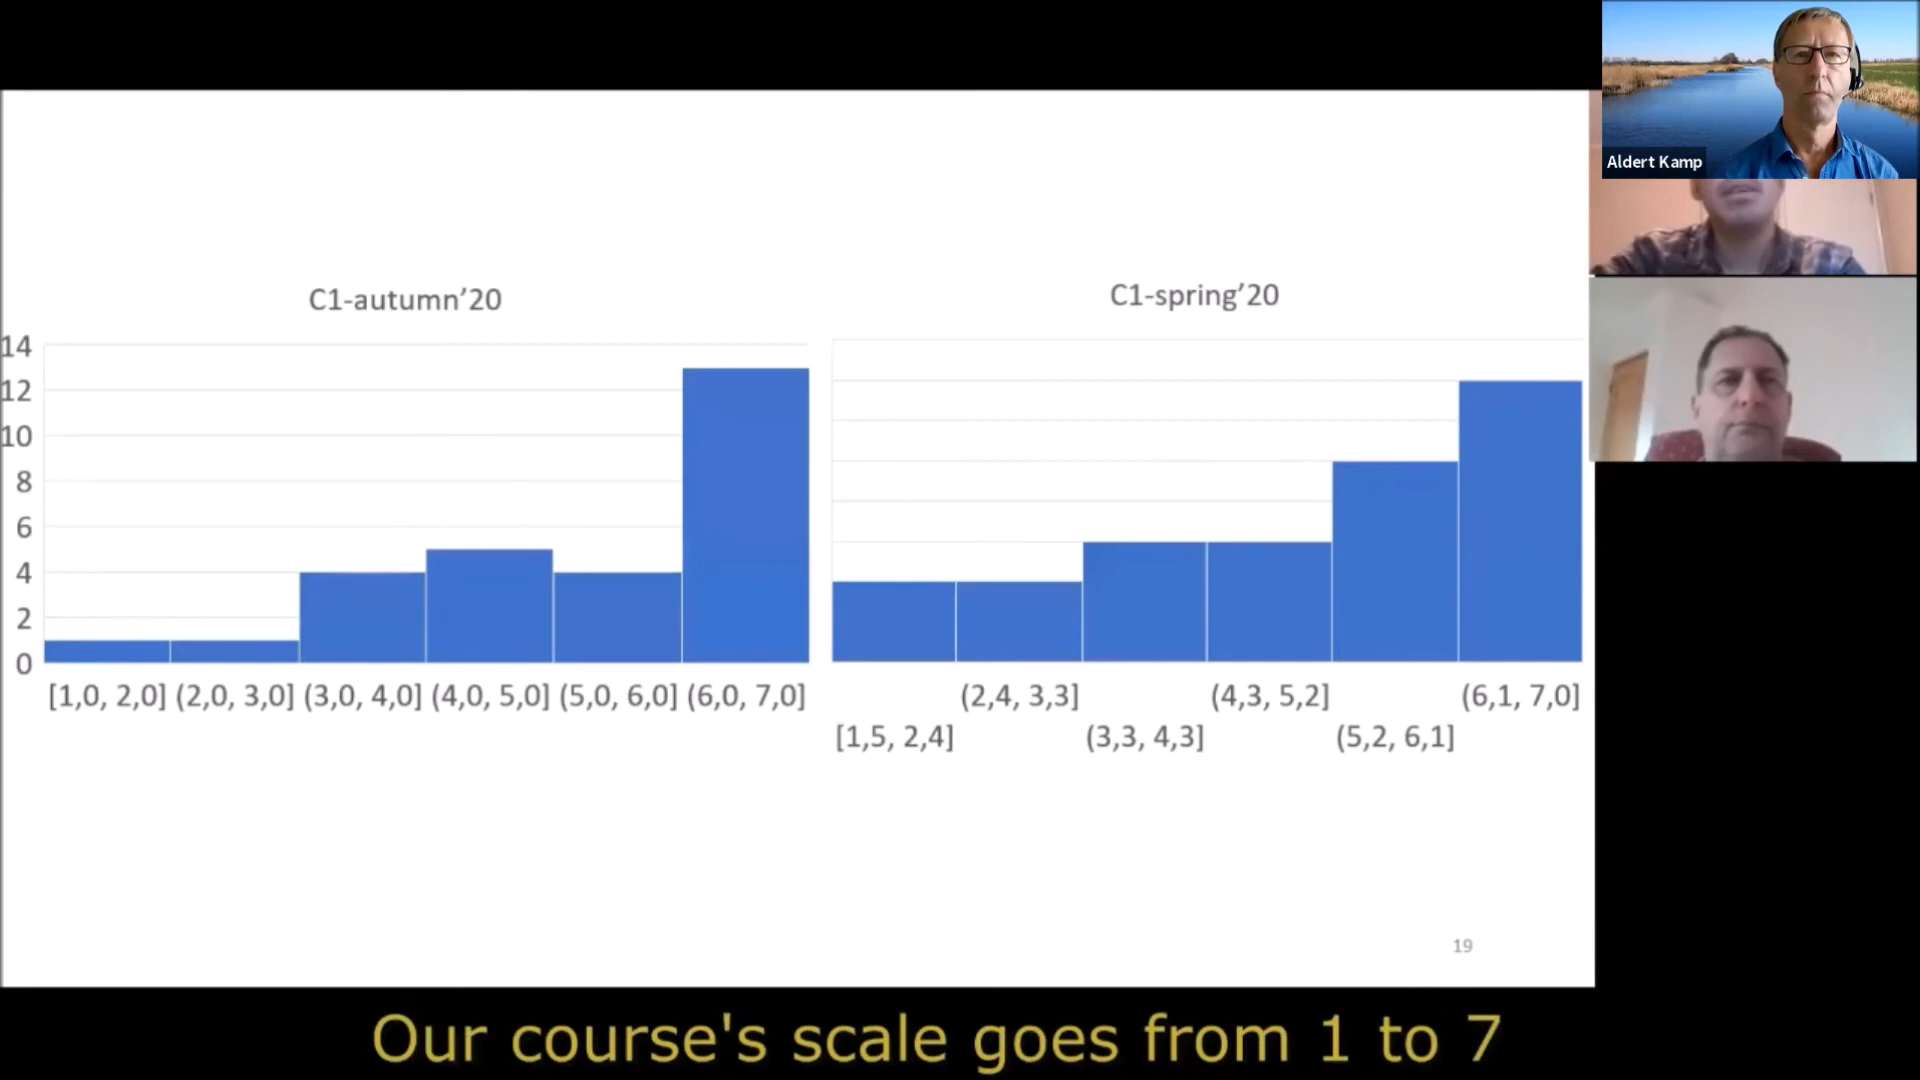 Aldert Kamp
C1-autumn’20
C1-spring’20
14
12
10
8
6
4
2
0
[1,0, 2,0] (2,0, 3,0] (3,0, 4,0] (4,0, 5,0] (5,0, 6,0] (6,0, 7,0]
(2,4, 3,3] (4,3, 5,2] (6,1, 7,0]
[1,5, 2,4] (3,3, 4,3] (5,2, 6,1]
19
Our course's scale goes from 1 to 7